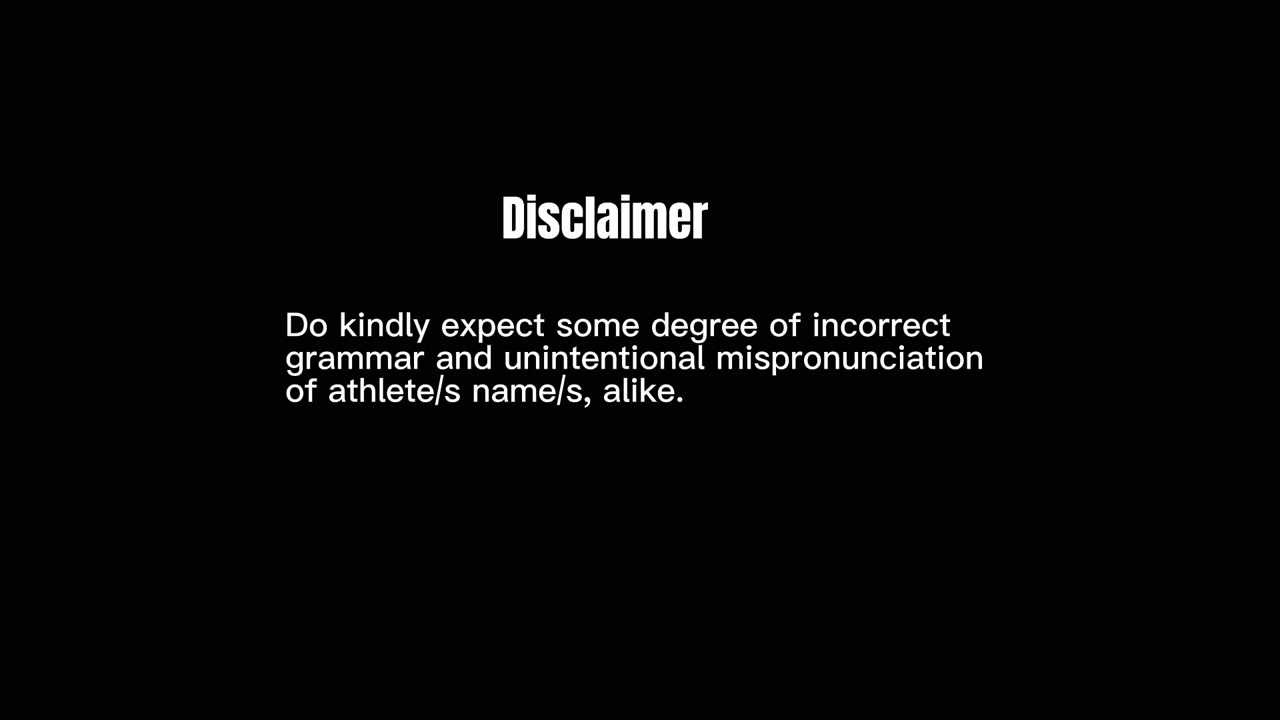 Disclaimer
Do kindly expect some degree of incorrect
grammar and unintentional mispronunciation
of athlete/s name/s, alike.